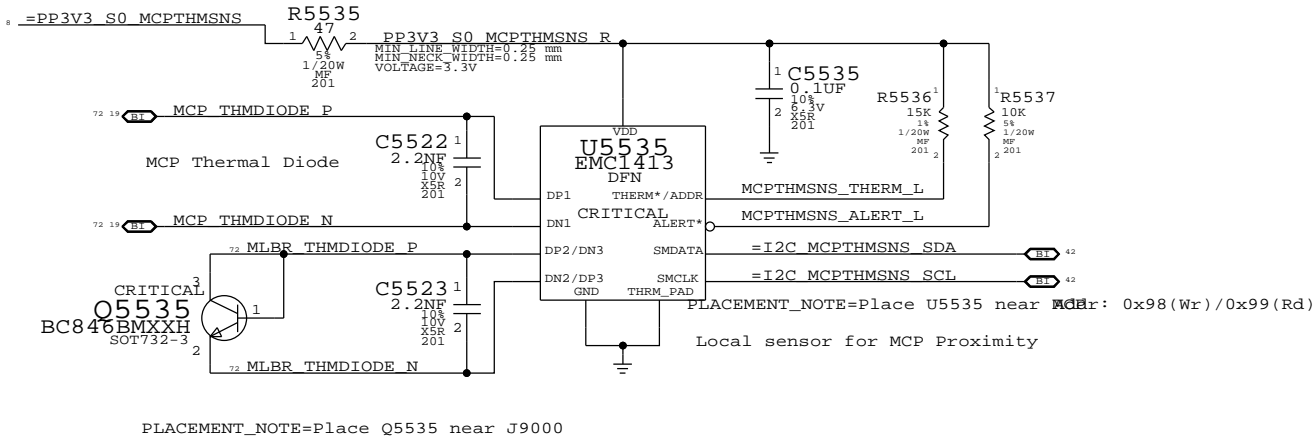 8 =PP3V3_S0_MCPTHMSNS
R5535
47
1 2
5%
1/20W
MF
201
PP3V3_S0_MCPTHMSNS_R
MIN_LINE_WIDTH=0.25 mm
MIN_NECK_WIDTH=0.25 mm
VOLTAGE=3.3V
1
C5535
0.1UF
10%
6.3V
X5R
201
2
R5536
1
15K
1%
1/20W
MF
201
2
1
R5537
10K
5%
1/20W
MF
201
2
72 19 BI MCP_THMDIODE_P
MCP Thermal Diode
C5522
1
2.2NF
10%
10V
X5R
201
2
72 19 BI MCP_THMDIODE_N
VDD
U5535
EMC1413
DFN
CRITICAL
DP1
THERM*/ADDR
DN1
ALERT*
DP2/DN3
SMDATA
DN2/DP3
SMCLK
GND
THRM_PAD
MCPTHMSNS_THERM_L
MCPTHMSNS_ALERT_L
=I2C_MCPTHMSNS_SDA BI 42
=I2C_MCPTHMSNS_SCL BI 42
72 MLBR_THMDIODE_P
3
CRITICAL
Q5535
1
BC846BMXXH
SOT732-3
2
C5523
1
2.2NF
10%
10V
X5R
201
2
72 MLBR_THMDIODE_N
PLACEMENT_NOTE=Place U5535 near
Addr: 0x98(Wr)/0x99(Rd)
Local sensor for MCP Proximity
PLACEMENT_NOTE=Place Q5535 near J9000